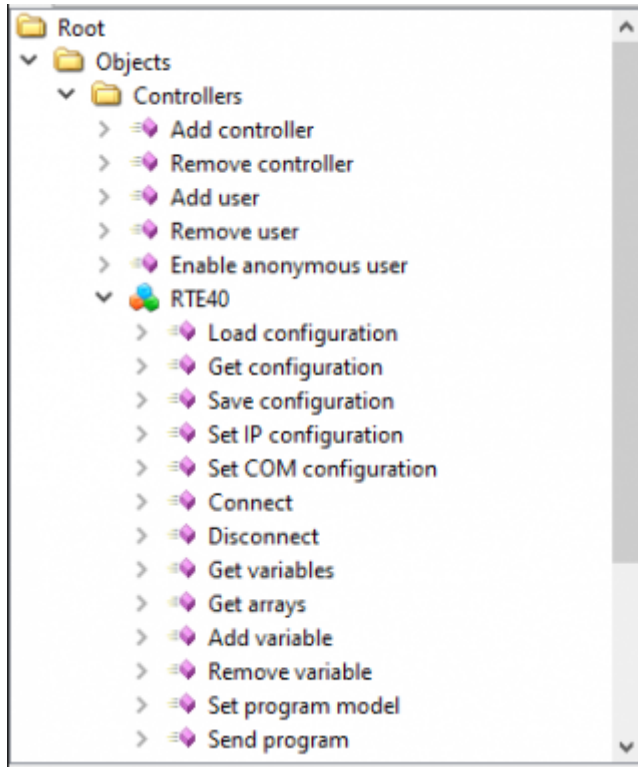 Root
Objects
Controllers
Add controller
Remove controller
Add user
Remove user
Enable anonymous user
RTE40
Load configuration
Get configuration
Save configuration
Set IP configuration
Set COM configuration
Connect
Disconnect
Get variables
Get arrays
Add variable
Remove variable
Set program model
Send program